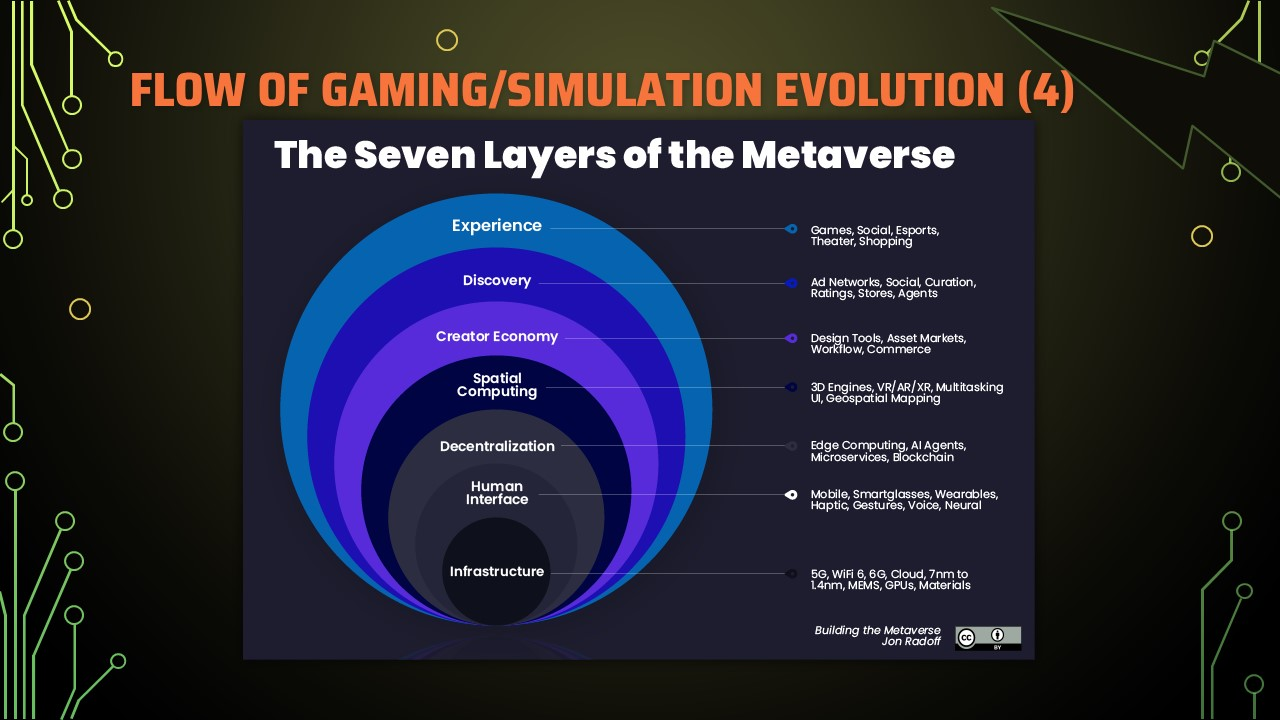 FLOW OF GAMING/SIMULATION EVOLUTION (4)
The Seven Layers of the Metaverse
Experience
Games, Social, Esports,
Theater, Shopping
Discovery
Ad Networks, Social, Curation,
Ratings, Stores, Agents
Creator Economy
Design Tools, Asset Markets,
Workflow, Commerce
Spatial
Computing
3D Engines, VR/AR/XR, Multitasking
UI, Geospatial Mapping
Decentralization
Edge Computing, AI Agents,
Microservices, Blockchain
Human
Interface
Mobile, Smartglasses, Wearables,
Haptic, Gestures, Voice, Neural
Infrastructure
5G, WiFi 6, 6G, Cloud, 7nm to
1.4nm, MEMS, GPUs, Materials
Building the Metaverse
Jon Radoff
cc
BY